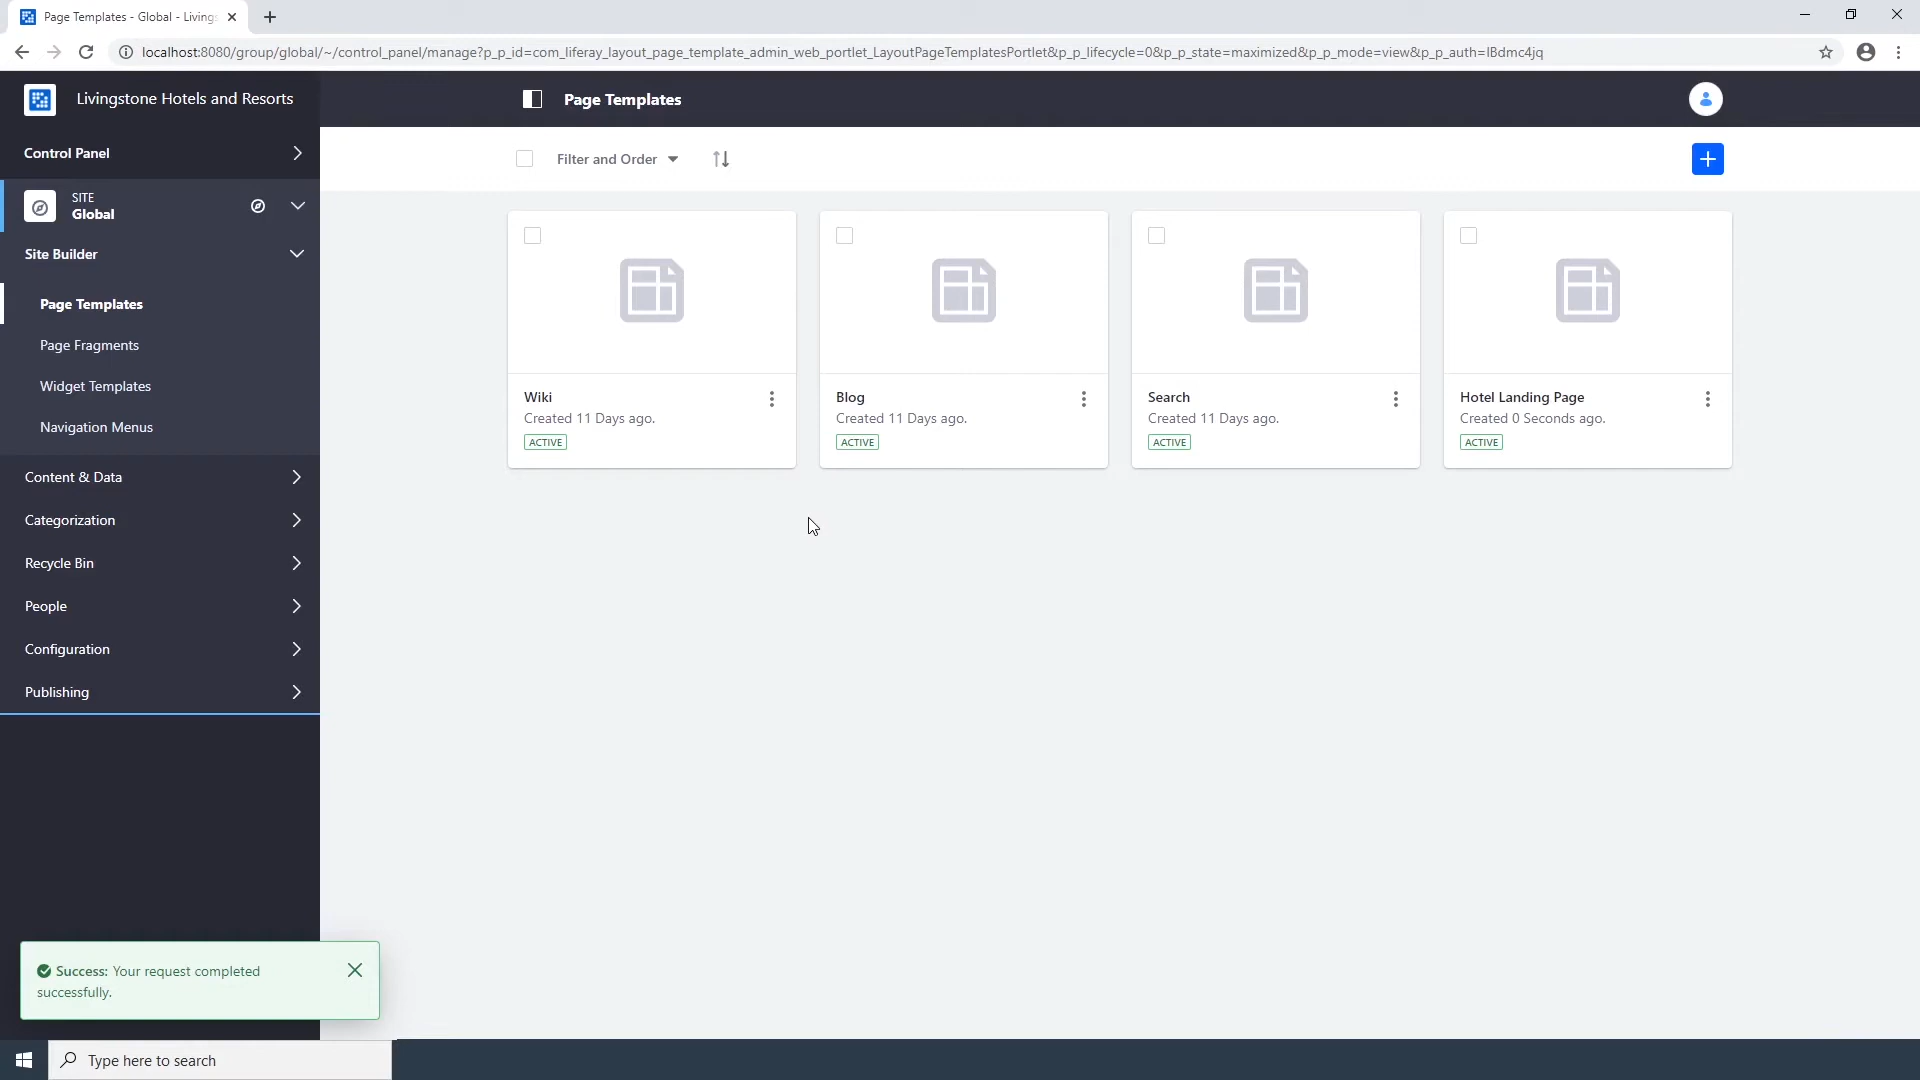 Page Templates - Global - Livings
localhost:8080/group/global/~/control_panel/manage?p_p_id=com_liferay_layout_page_template_admin_web_portlet_LayoutPageTemplatesPortlet&p_p_lifecycle=0&p_p_state=maximized&p_p_mode=view&p_p_auth=IBdmc4jq
Livingstone Hotels and Resorts
Page Templates
Control Panel
Filter and Order
SITE
Global
Site Builder
Page Templates
Page Fragments
Widget Templates
Navigation Menus
Content & Data
Categorization
Recycle Bin
People
Configuration
Publishing
Wiki
Created 11 Days ago.
ACTIVE
Blog
Created 11 Days ago.
ACTIVE
Search
Created 11 Days ago.
ACTIVE
Hotel Landing Page
Created 0 Seconds ago.
ACTIVE
Success: Your request completed
successfully.
Type here to search